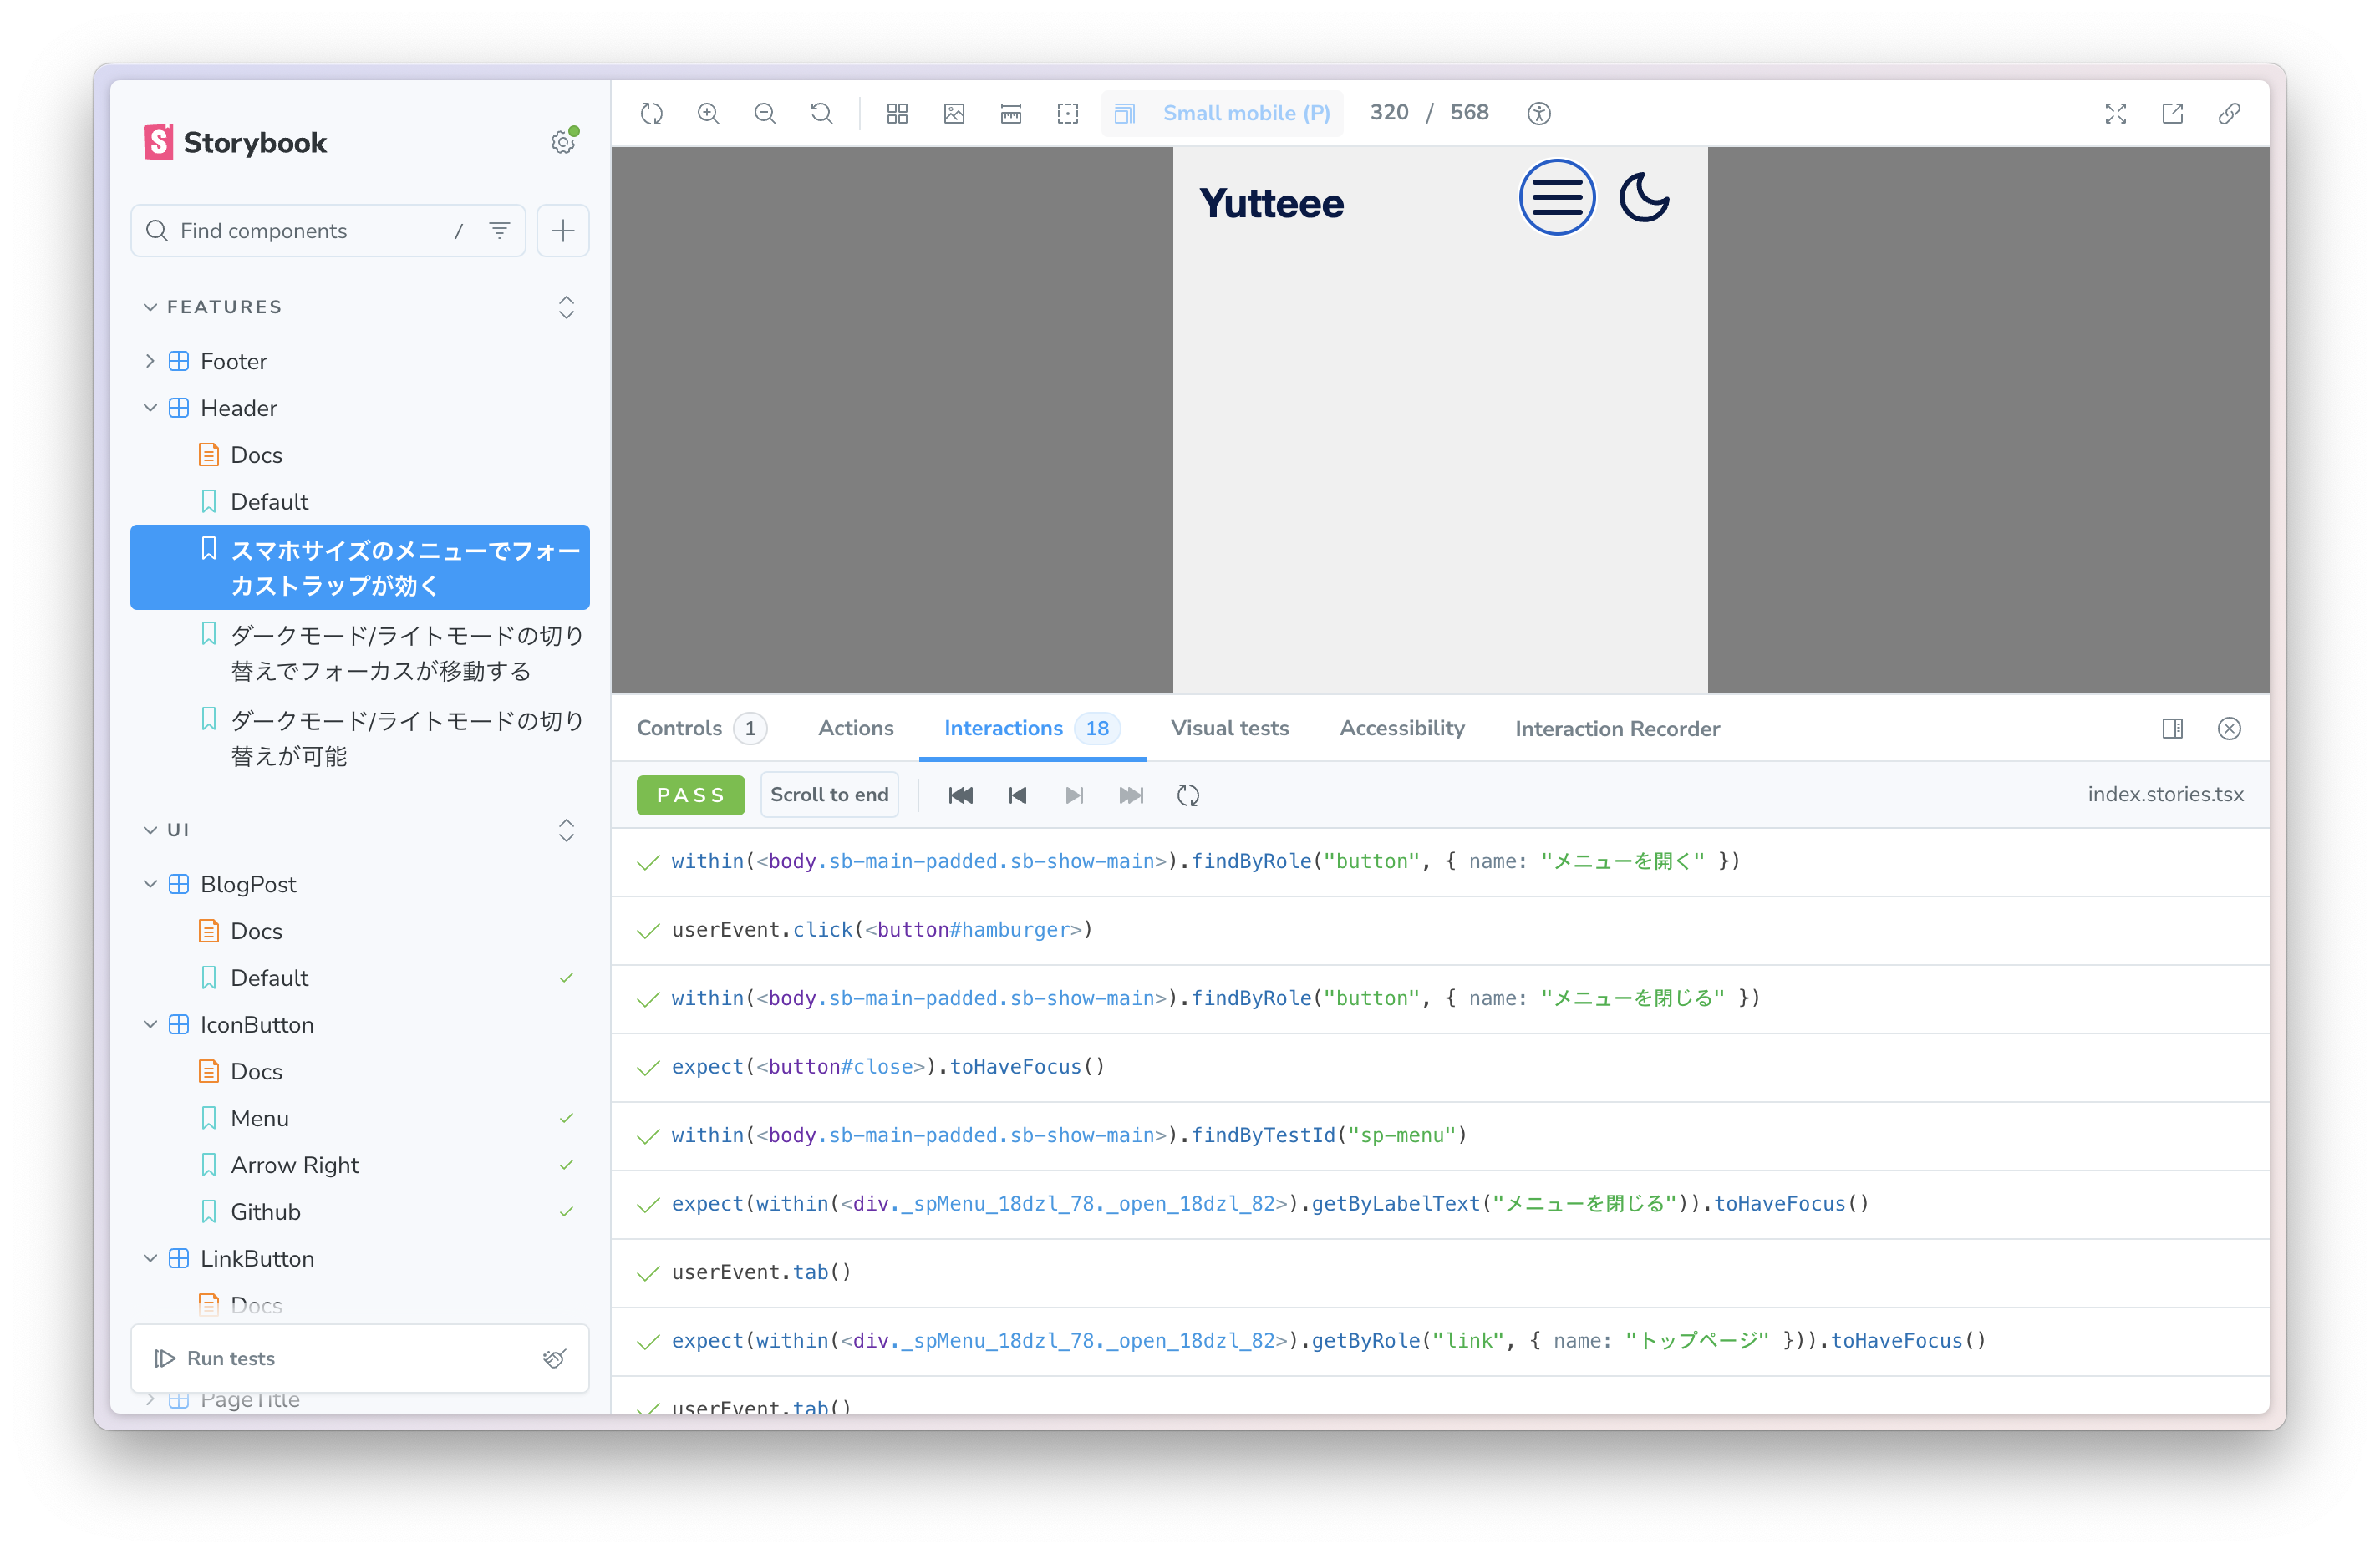 Storybook
Find components
/
FEATURES
Footer
Header
Docs
Default
スマホサイズのメニューでフォー
カストラップが効く
ダークモード/ライトモードの切り
替えでフォーカスが移動する
ダークモード/ライトモードの切り
替えが可能
UI
BlogPost
Docs
Default
IconButton
Docs
Menu
Arrow Right
Github
LinkButton
Docs
Run tests
PageTitle
Small mobile (P)
320 / 568
Yutteee
Controls 1
Actions
Interactions 18
Visual tests
Accessibility
Interaction Recorder
PASS
Scroll to end
index.stories.tsx
within(<body.sb-main-padded.sb-show-main>).findByRole("button", { name: "メニューを開く" })
userEvent.click(<button#hamburger>)
within(<body.sb-main-padded.sb-show-main>).findByRole("button", { name: "メニューを閉じる" })
expect(<button#close>).toHaveFocus()
within(<body.sb-main-padded.sb-show-main>).findByTestId("sp-menu")
expect(within(<div._spMenu_18dzl_78._open_18dzl_82>).getByLabelText("メニューを閉じる")).toHaveFocus()
userEvent.tab()
expect(within(<div._spMenu_18dzl_78._open_18dzl_82>).getByRole("link", { name: "トップページ" })).toHaveFocus()
userEvent.tab()